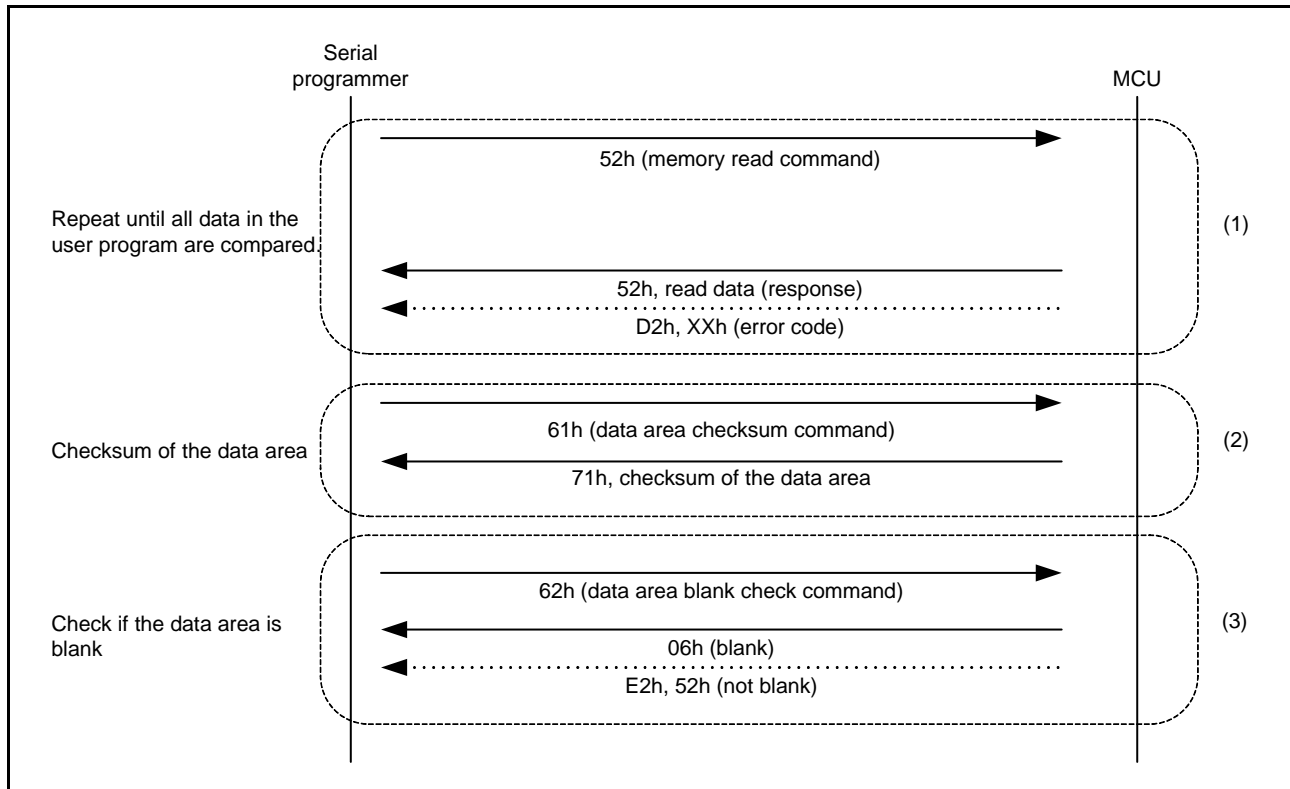 Serial
programmer
MCU
52h (memory read command)
Repeat until all data in the
user program are compared.
(1)
52h, read data (response)
D2h, XXh (error code)
61h (data area checksum command)
(2)
Checksum of the data area
71h, checksum of the data area
62h (data area blank check command)
Check if the data area is
blank
(3)
06h (blank)
E2h, 52h (not blank)